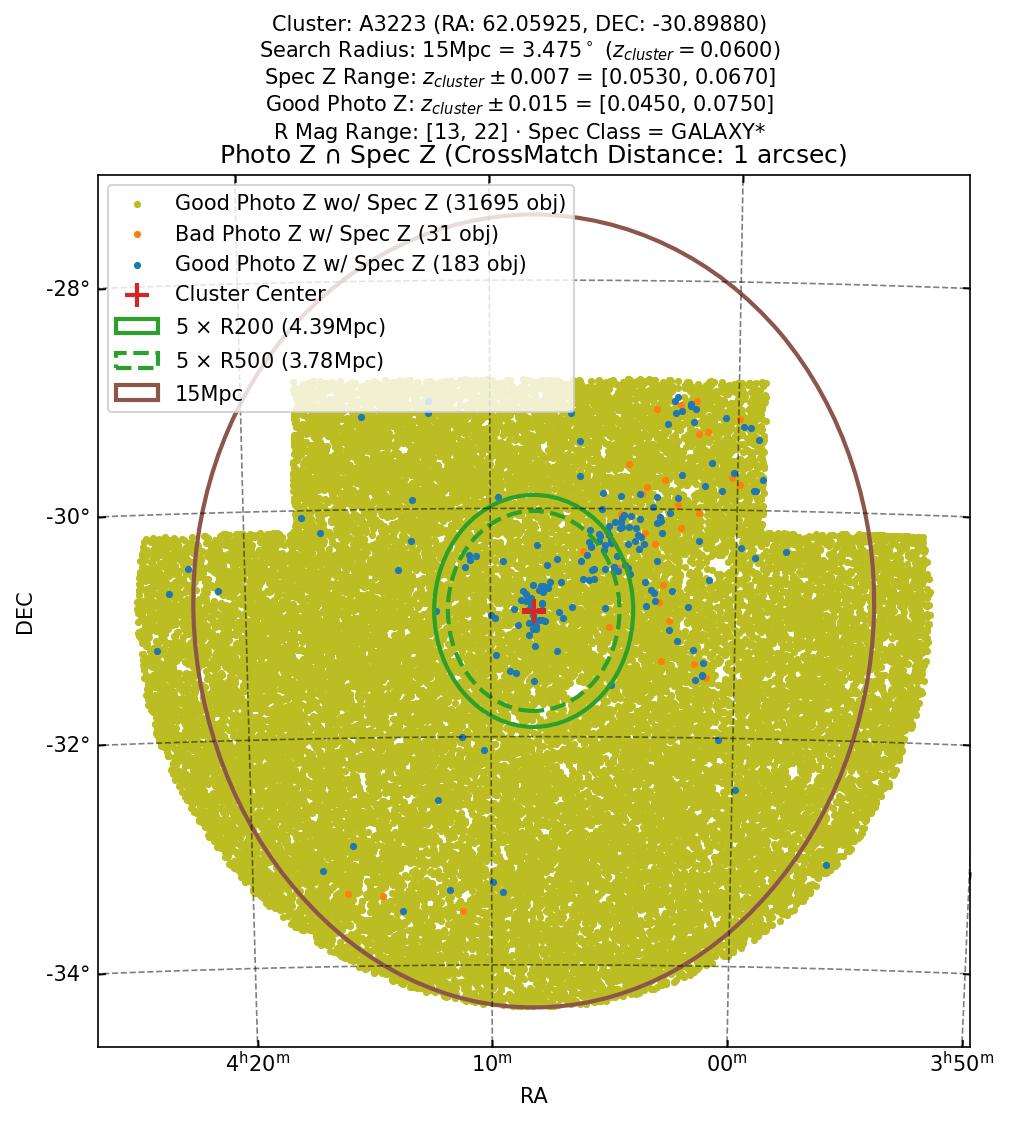 Cluster: A3223 (RA: 62.05925, DEC: -30.89880)
Search Radius: 15Mpc = 3.475° (z_cluster = 0.0600)
Spec Z Range: z_cluster ± 0.007 = [0.0530, 0.0670]
Good Photo Z: z_cluster ± 0.015 = [0.0450, 0.0750]
R Mag Range: [13, 22] · Spec Class = GALAXY*
Photo Z ∩ Spec Z (CrossMatch Distance: 1 arcsec)
Good Photo Z wo/ Spec Z (31695 obj)
Bad Photo Z w/ Spec Z (31 obj)
Good Photo Z w/ Spec Z (183 obj)
Cluster Center
5 × R200 (4.39Mpc)
5 × R500 (3.78Mpc)
15Mpc
-28°
-30°
-32°
-34°
DEC
4ʰ20ᵐ 10ᵐ 00ᵐ 3ʰ50ᵐ
RA